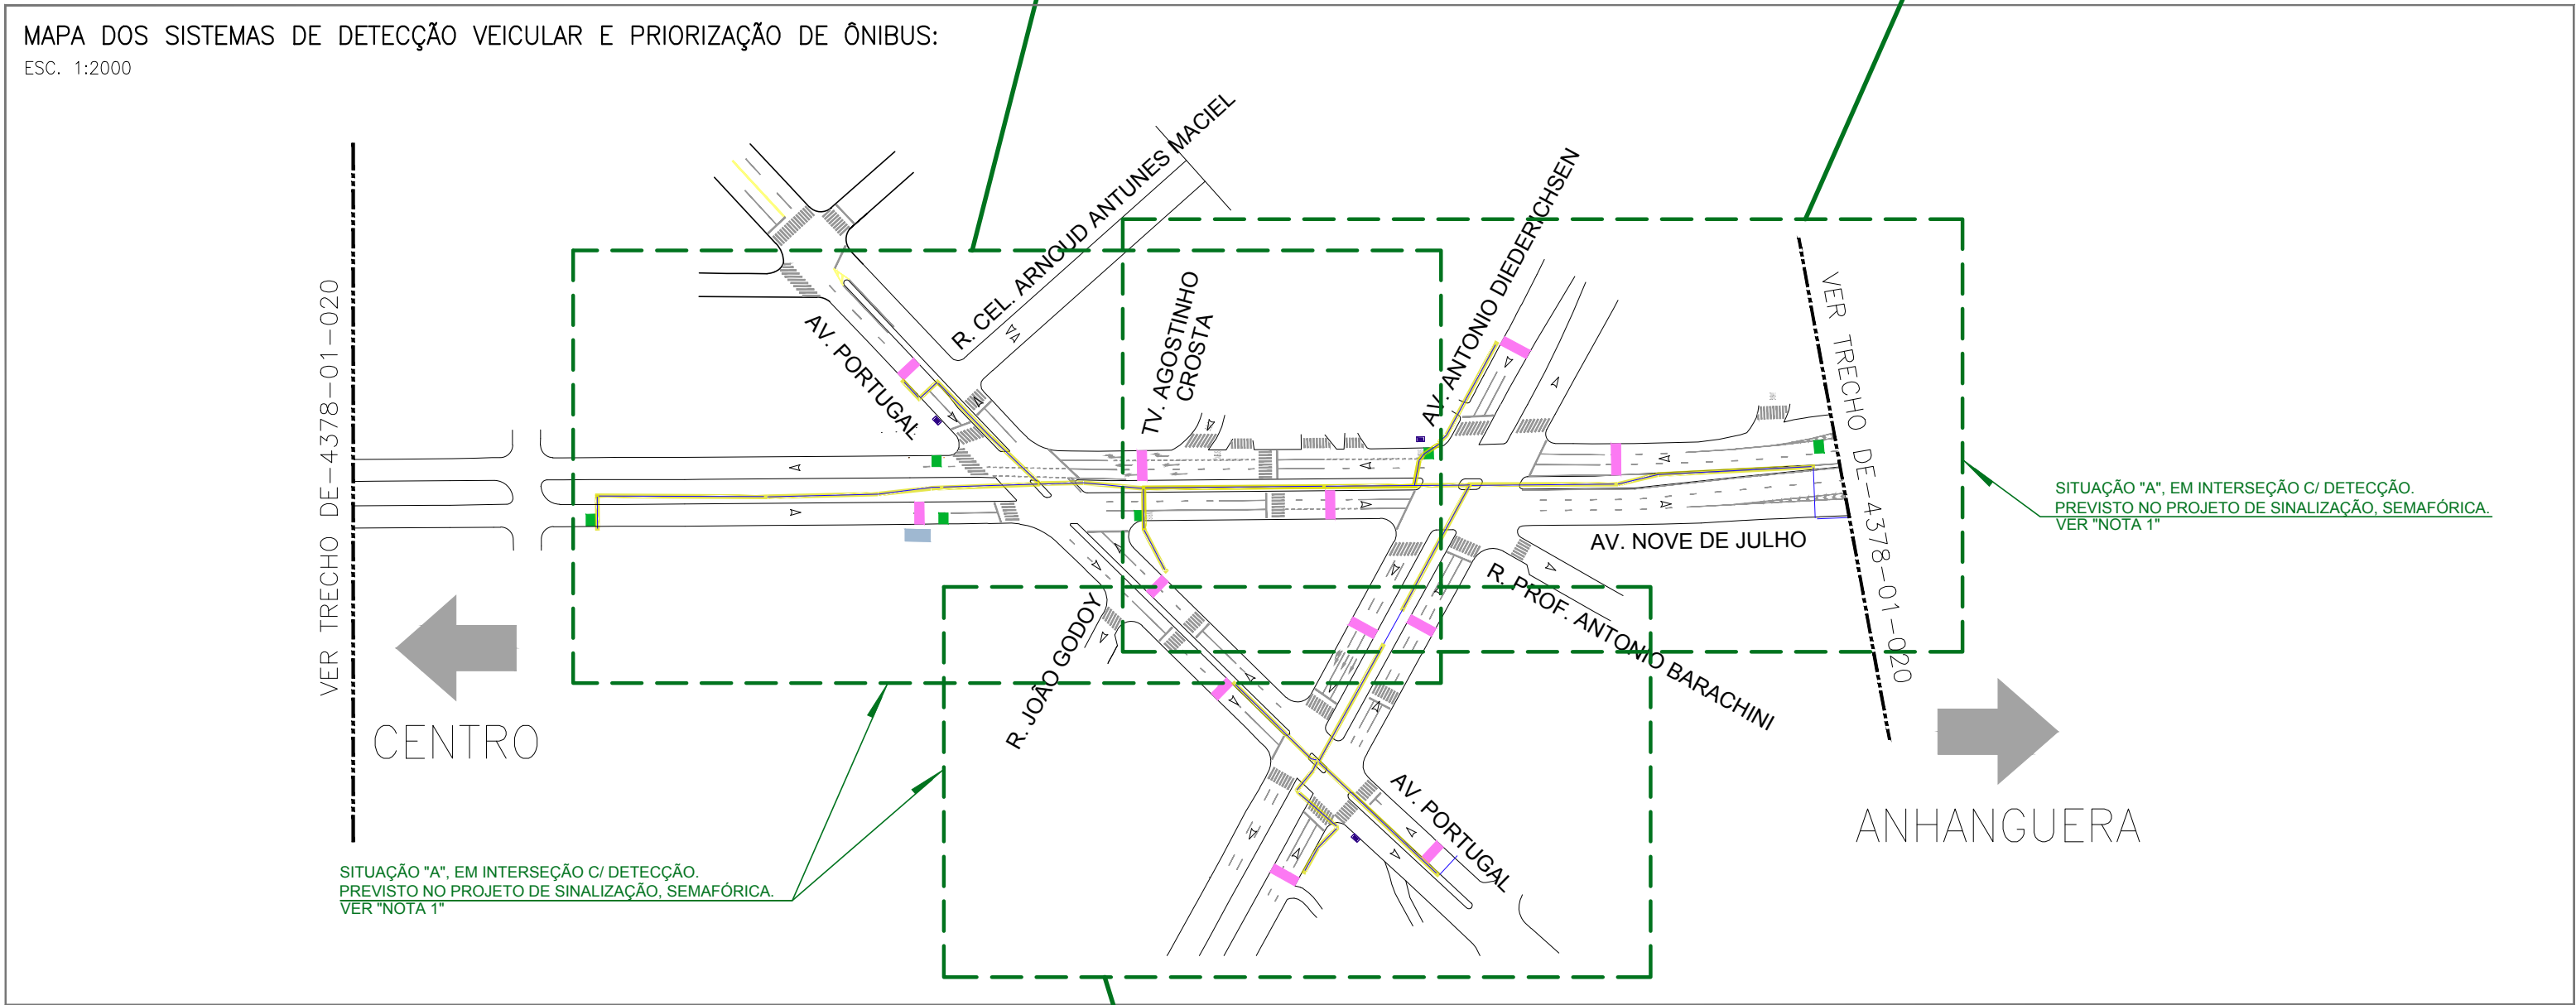 MAPA DOS SISTEMAS DE DETECÇÃO VEICULAR E PRIORIZAÇÃO DE ÔNIBUS:
ESC. 1:2000
R. CEL. ARNOUD ANTUNES MACIEL
AV. PORTUGAL
TV. AGOSTINHO
CROSTA
AV. ANTONIO DIEDERICHSEN
VER TRECHO DE-4378-01-020
VER TRECHO DE-4378-01-020
SITUAÇÃO "A", EM INTERSEÇÃO C/ DETECÇÃO.
PREVISTO NO PROJETO DE SINALIZAÇÃO, SEMAFÓRICA.
VER "NOTA 1"
AV. NOVE DE JULHO
R. PROF. ANTONIO BARACHINI
R. JOÃO GODOY
CENTRO
AV. PORTUGAL
ANHANGUERA
SITUAÇÃO "A", EM INTERSEÇÃO C/ DETECÇÃO.
PREVISTO NO PROJETO DE SINALIZAÇÃO, SEMAFÓRICA.
VER "NOTA 1"